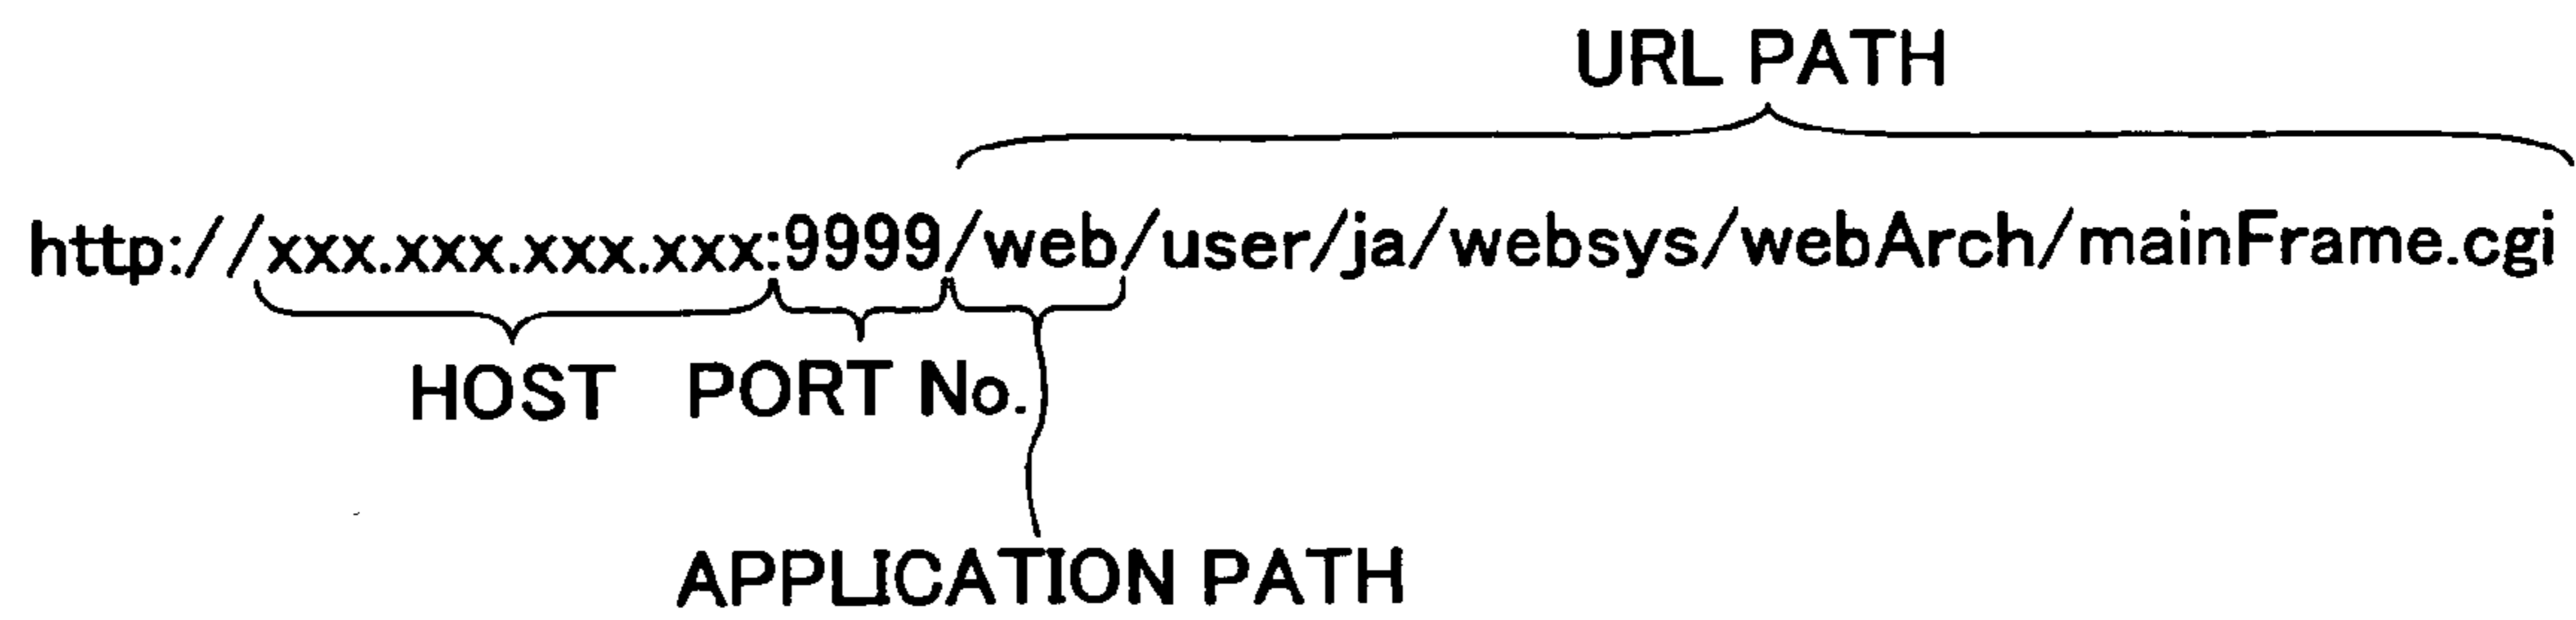 URL PATH
http://xxx.xxx.xxx.xxx:9999/web/user/ja/websys/webArch/mainFrame.cgi
HOST PORT No.
APPLICATION PATH